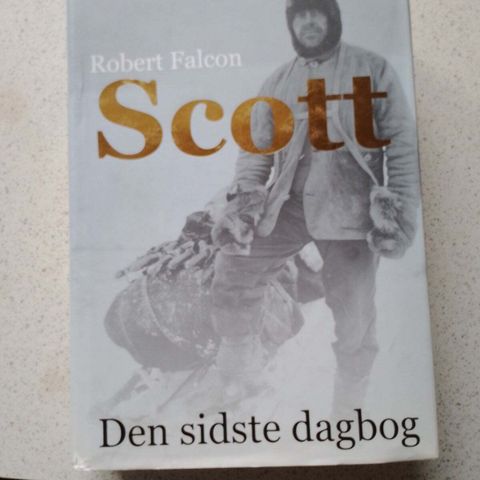 Robert Falcon
Scott
Den sidste dagbog